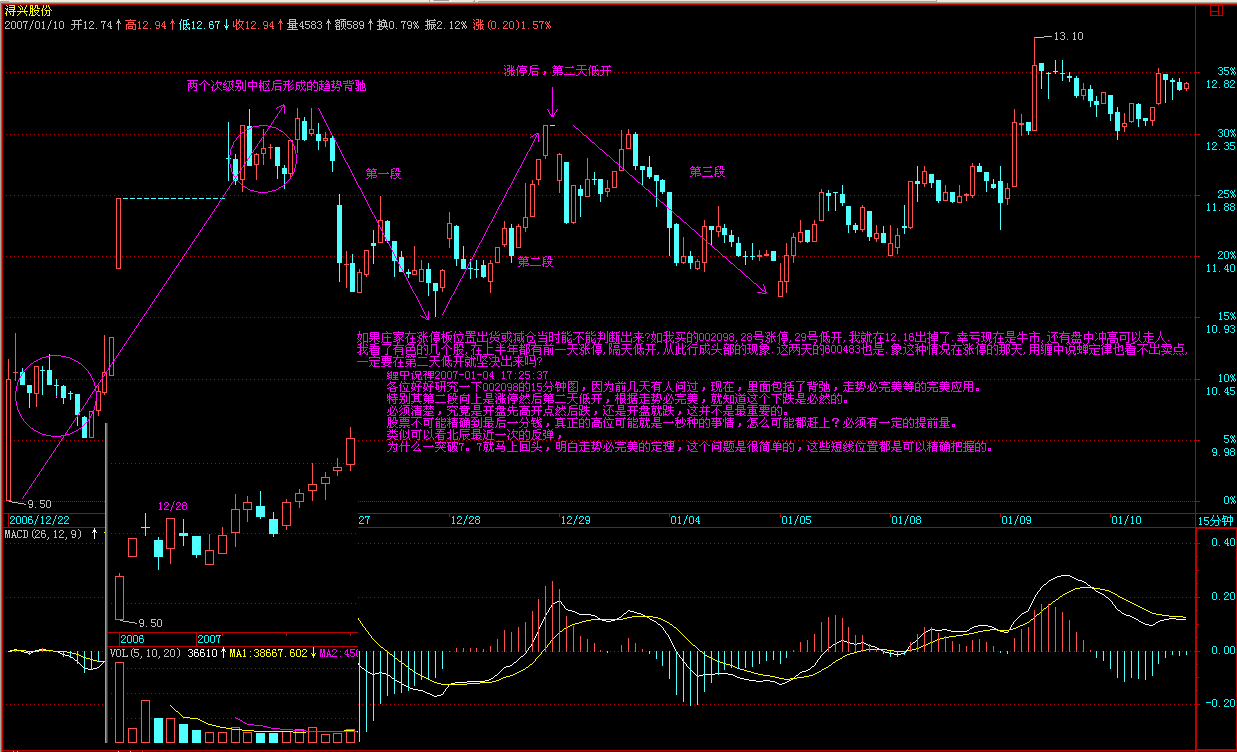 浔兴股份
2007/01/10 开12.74↑高12.94↑低12.67↓收12.94↑量4583↑额589↑换0.79% 振2.12% 涨(0.20)1.57%
13.10
涨停后，第二天低开
两个次级别中枢后形成的趋势背驰
35%
12.82
30%
12.35
第一段
第三段
25%
11.88
第二段
20%
11.40
15%
10.93
如果庄家在涨停板位置出货或减仓当时能不能判断出来?如我买的002098,28号涨停,29号低开,我就在12.16出掉了.幸亏现在是牛市,还有盘中冲高可以走人.
我看了有色的几个股,在上半年都有前一天涨停,隔天低开,从此行成头部的现象.这两天的600483也是.象这种情况在涨停的那天,用缠中说蝉定律也看不出卖点.
一定要在第二天低开就坚决出来吗?
缠中说禅2007-01-04 17:25:37
各位好好研究一下002098的15分钟图，因为前几天有人问过，现在，里面包括了背弛，走势必完美等的完美应用。
特别其第二段向上是涨停然后第二天低开，根据走势必完美，就知道这个下跌是必然的。
必须清楚，究竟是开盘先高开点然后跌，还是开盘就跌，这并不是最重要的。
股票不可能精确到最后一分钱，真正的高位可能就是一秒种的事情，怎么可能都赶上？必须有一定的提前量。
类似可以看北辰最近一次的反弹，
为什么一突破7。7就马上回头，明白走势必完美的定理，这个问题是很简单的，这些短线位置都是可以精确把握的。
10%
10.45
5%
9.98
0%
9.50
12/26
2006/12/22
27
12/28
12/29
01/04
01/05
01/08
01/09
01/10
15分钟
MACD(26,12,9) ↑
0.40
0.20
0.00
-0.20
9.50
2006
2007
VOL(5,10,20) 36610↑MA1:38667.602↓MA2:450